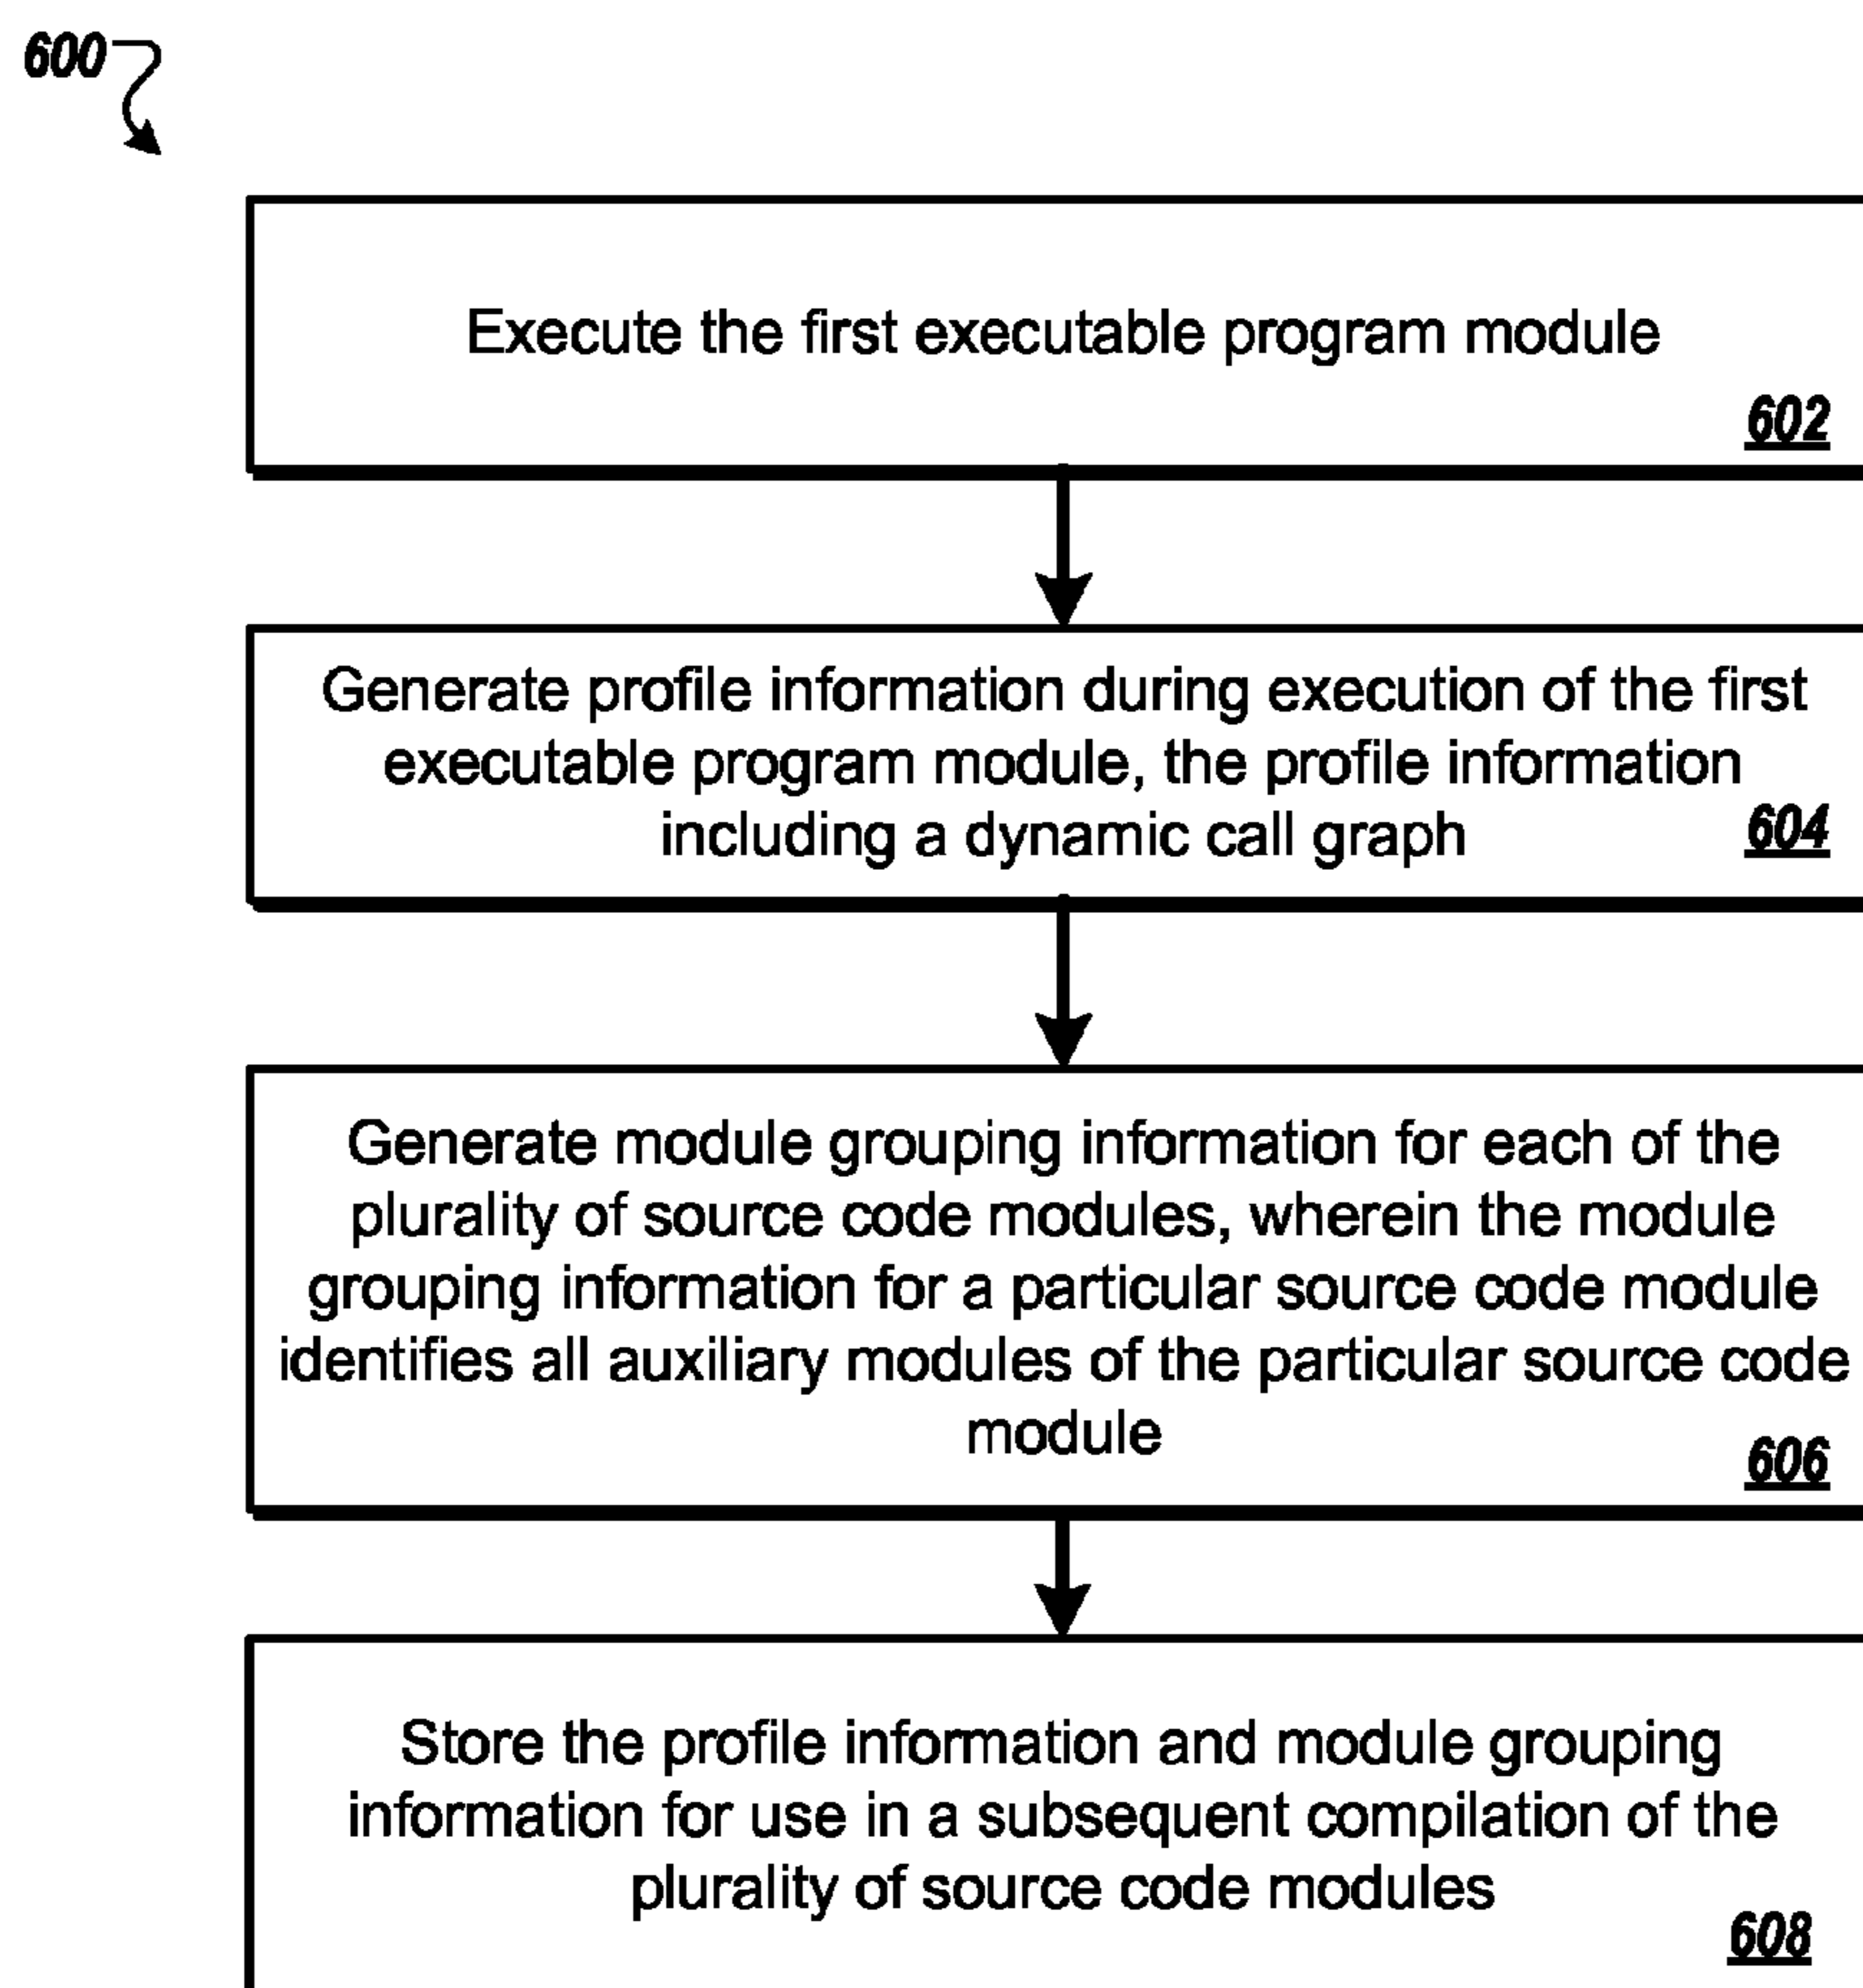 600
Execute the first executable program module
602
Generate profile information during execution of the first
executable program module, the profile information
including a dynamic call graph
604
Generate module grouping information for each of the
plurality of source code modules, wherein the module
grouping information for a particular source code module
identifies all auxiliary modules of the particular source code
module
606
Store the profile information and module grouping
information for use in a subsequent compilation of the
plurality of source code modules
608